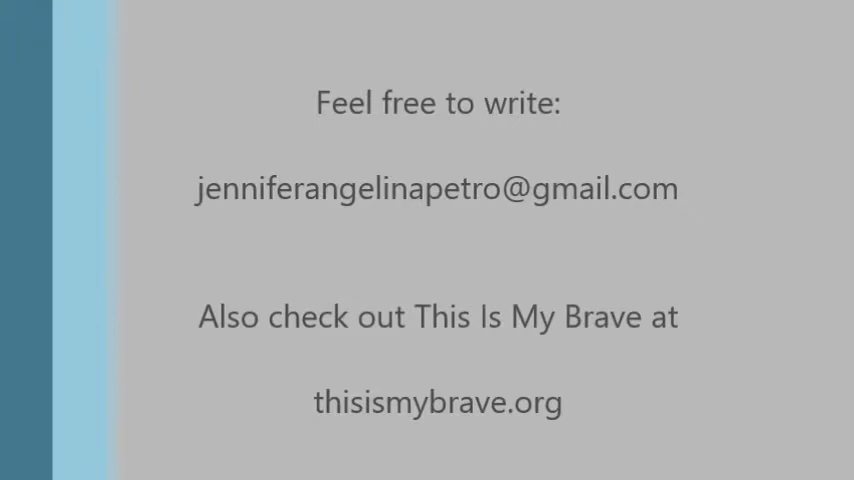 Feel free to write:
jenniferangelinapetro@gmail.com
Also check out This Is My Brave at
thisismybrave.org